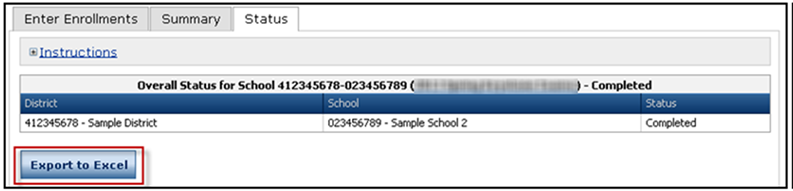 Enter Enrollments Summary Status
Instructions
Overall Status for School 412345678-023456789 ( ) - Completed
District School Status
412345678 - Sample District 023456789 - Sample School 2 Completed
Export to Excel